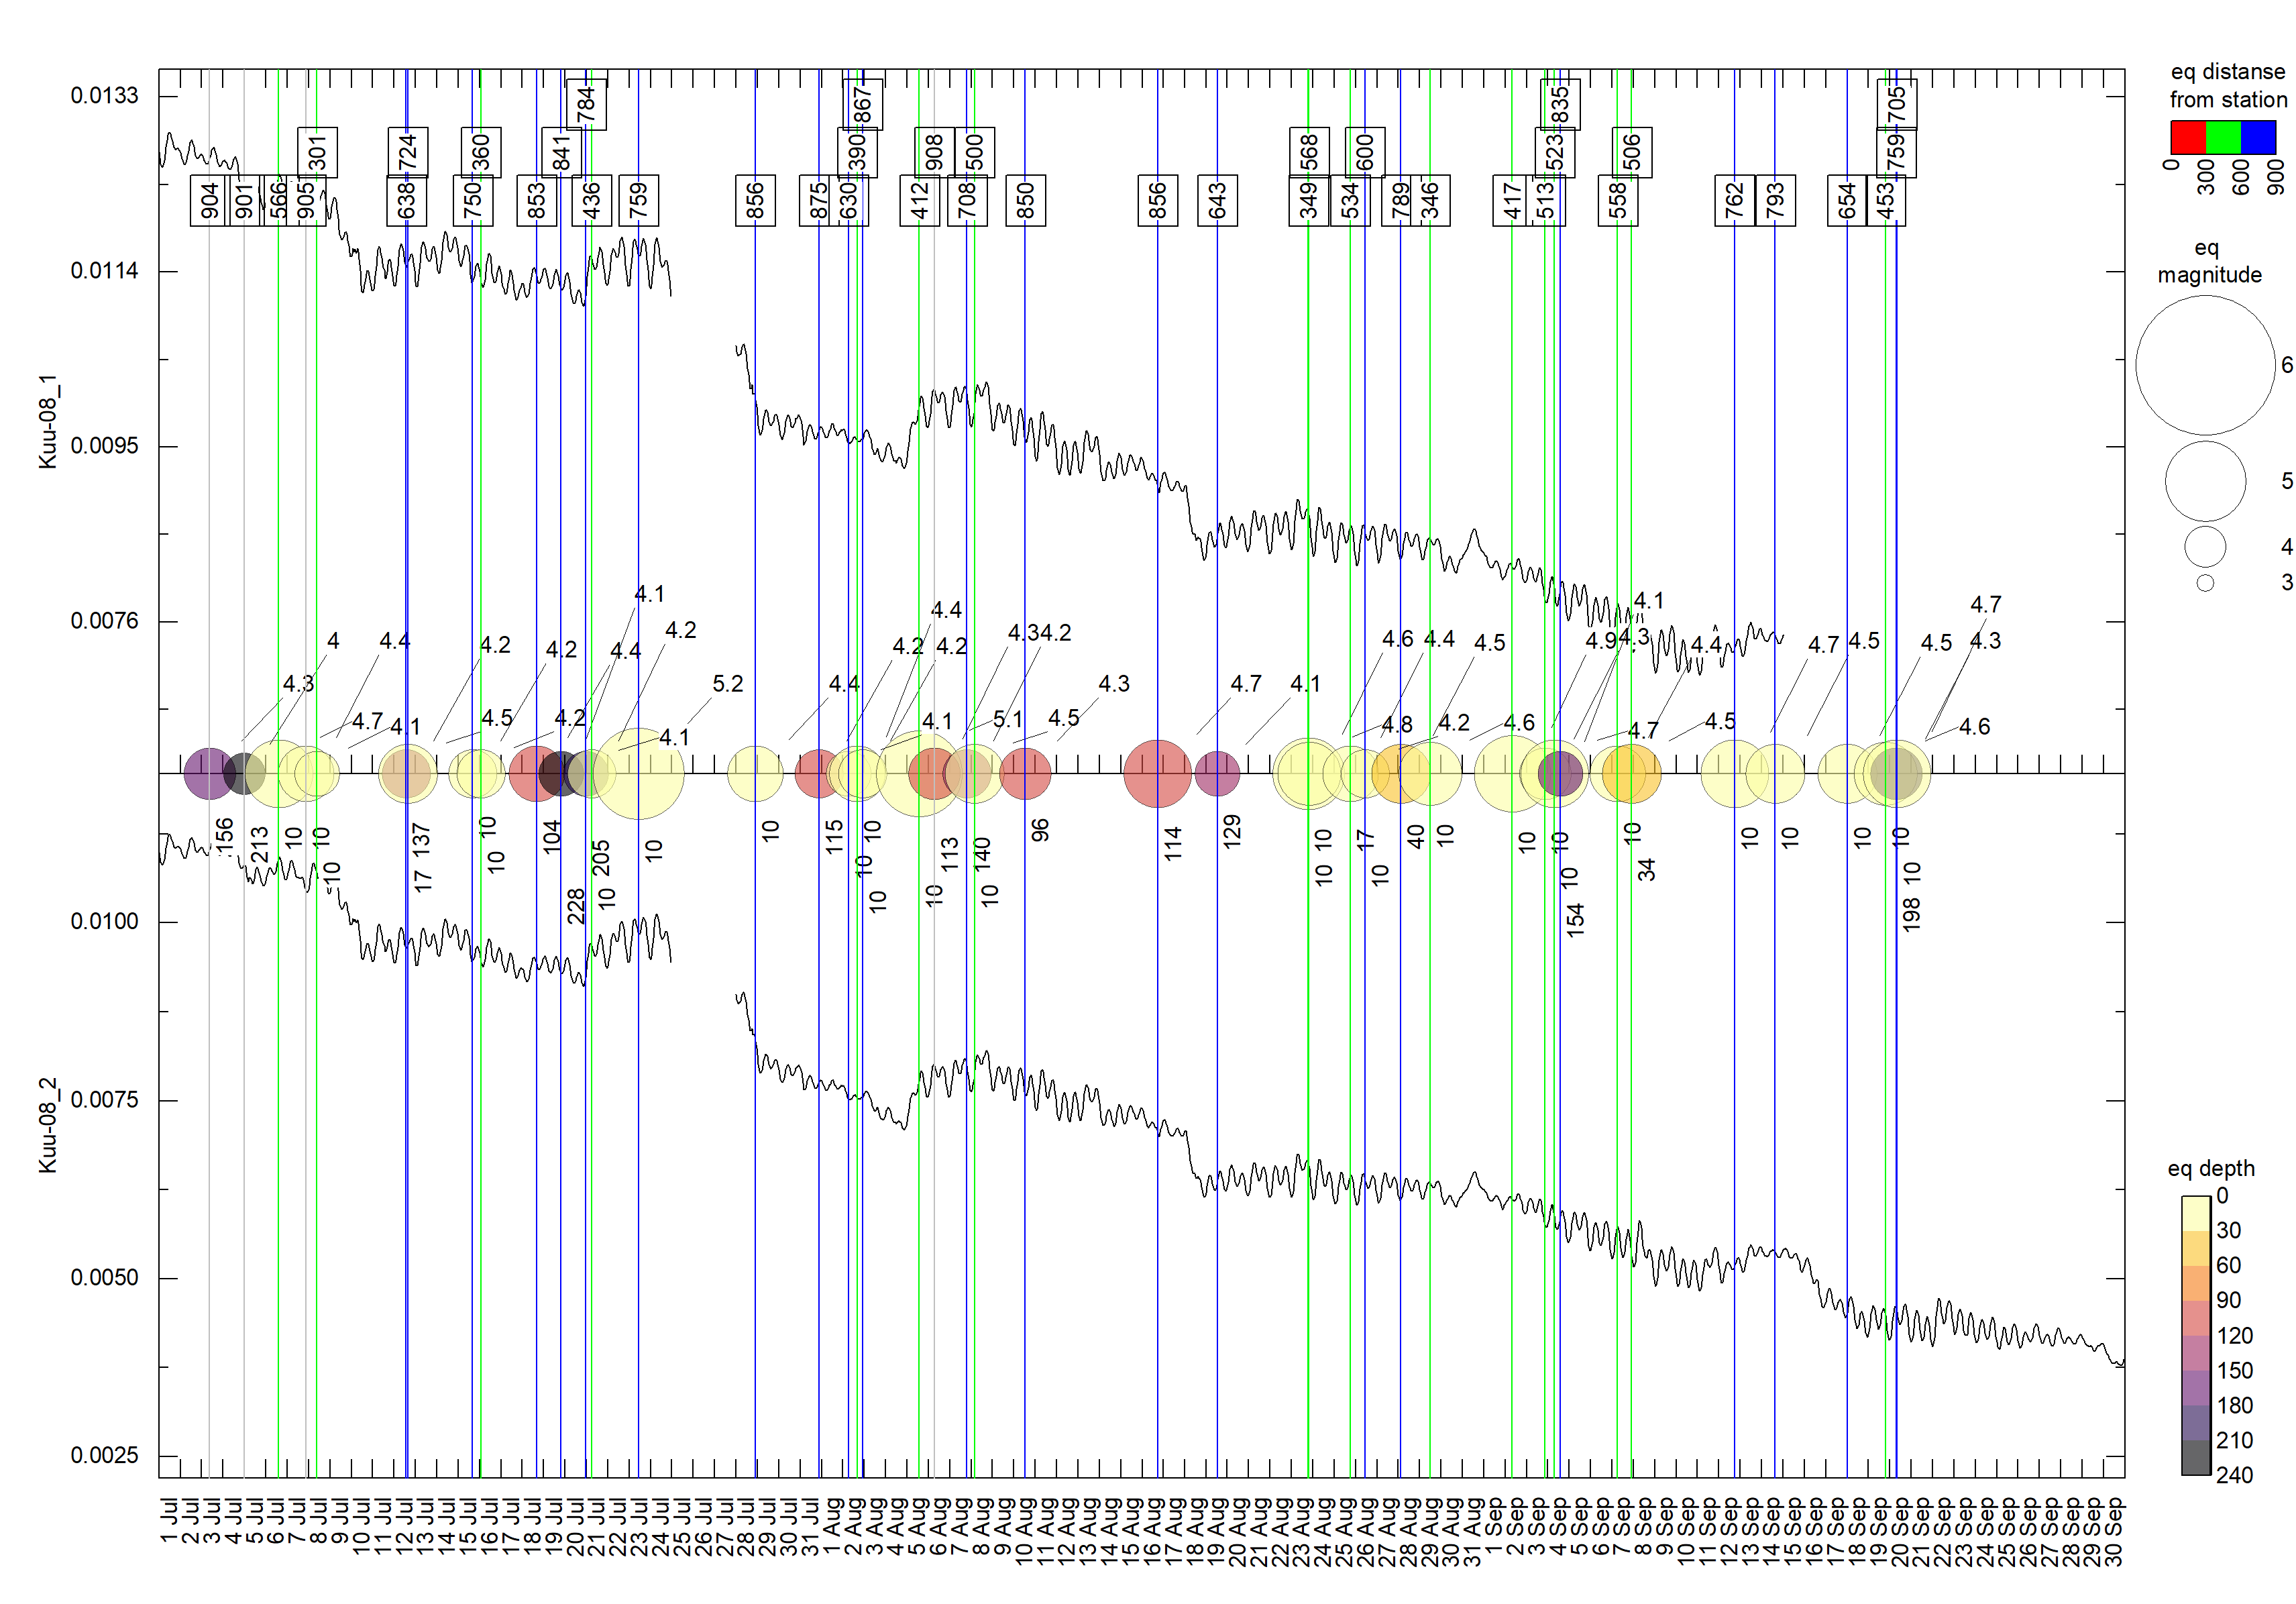 eq distanse
from station
0
300
600
900
eq
magnitude
6
5
4
3
eq depth
0
30
60
90
120
150
180
210
240
Kuu-08_1
0.0133
0.0114
0.0095
0.0076
Kuu-08_2
0.0100
0.0075
0.0050
0.0025
784
867
835
705
301
724
360
841
390
908
500
568
600
523
506
759
904
901
566
905
638
750
853
436
759
856
875
630
412
708
850
856
643
349
534
789
346
417
513
558
762
793
654
453
4.1
4.4
4.1
4.7
4
4.4
4.2
4.2
4.4
4.2
4.2
4.2
4.3
4.2
4.6
4.4
4.5
4.9
4.3
4.4
4.7
4.5
4.5
4.3
4.3
5.2
4.4
4.3
4.7
4.1
4.7
4.1
4.5
4.2
4.1
4.1
5.1
4.5
4.8
4.2
4.6
4.7
4.5
4.6
156
213
10
10
10
17
137
10
10
104
228
205
10
10
10
115
10
10
10
10
113
140
10
96
114
129
10
10
17
10
40
10
10
10
10
154
10
34
10
10
10
10
10
198
1 Jul
2 Jul
3 Jul
4 Jul
5 Jul
6 Jul
7 Jul
8 Jul
9 Jul
10 Jul
11 Jul
12 Jul
13 Jul
14 Jul
15 Jul
16 Jul
17 Jul
18 Jul
19 Jul
20 Jul
21 Jul
22 Jul
23 Jul
24 Jul
25 Jul
26 Jul
27 Jul
28 Jul
29 Jul
30 Jul
31 Jul
1 Aug
2 Aug
3 Aug
4 Aug
5 Aug
6 Aug
7 Aug
8 Aug
9 Aug
10 Aug
11 Aug
12 Aug
13 Aug
14 Aug
15 Aug
16 Aug
17 Aug
18 Aug
19 Aug
20 Aug
21 Aug
22 Aug
23 Aug
24 Aug
25 Aug
26 Aug
27 Aug
28 Aug
29 Aug
30 Aug
31 Aug
1 Sep
2 Sep
3 Sep
4 Sep
5 Sep
6 Sep
7 Sep
8 Sep
9 Sep
10 Sep
11 Sep
12 Sep
13 Sep
14 Sep
15 Sep
16 Sep
17 Sep
18 Sep
19 Sep
20 Sep
21 Sep
22 Sep
23 Sep
24 Sep
25 Sep
26 Sep
27 Sep
28 Sep
29 Sep
30 Sep